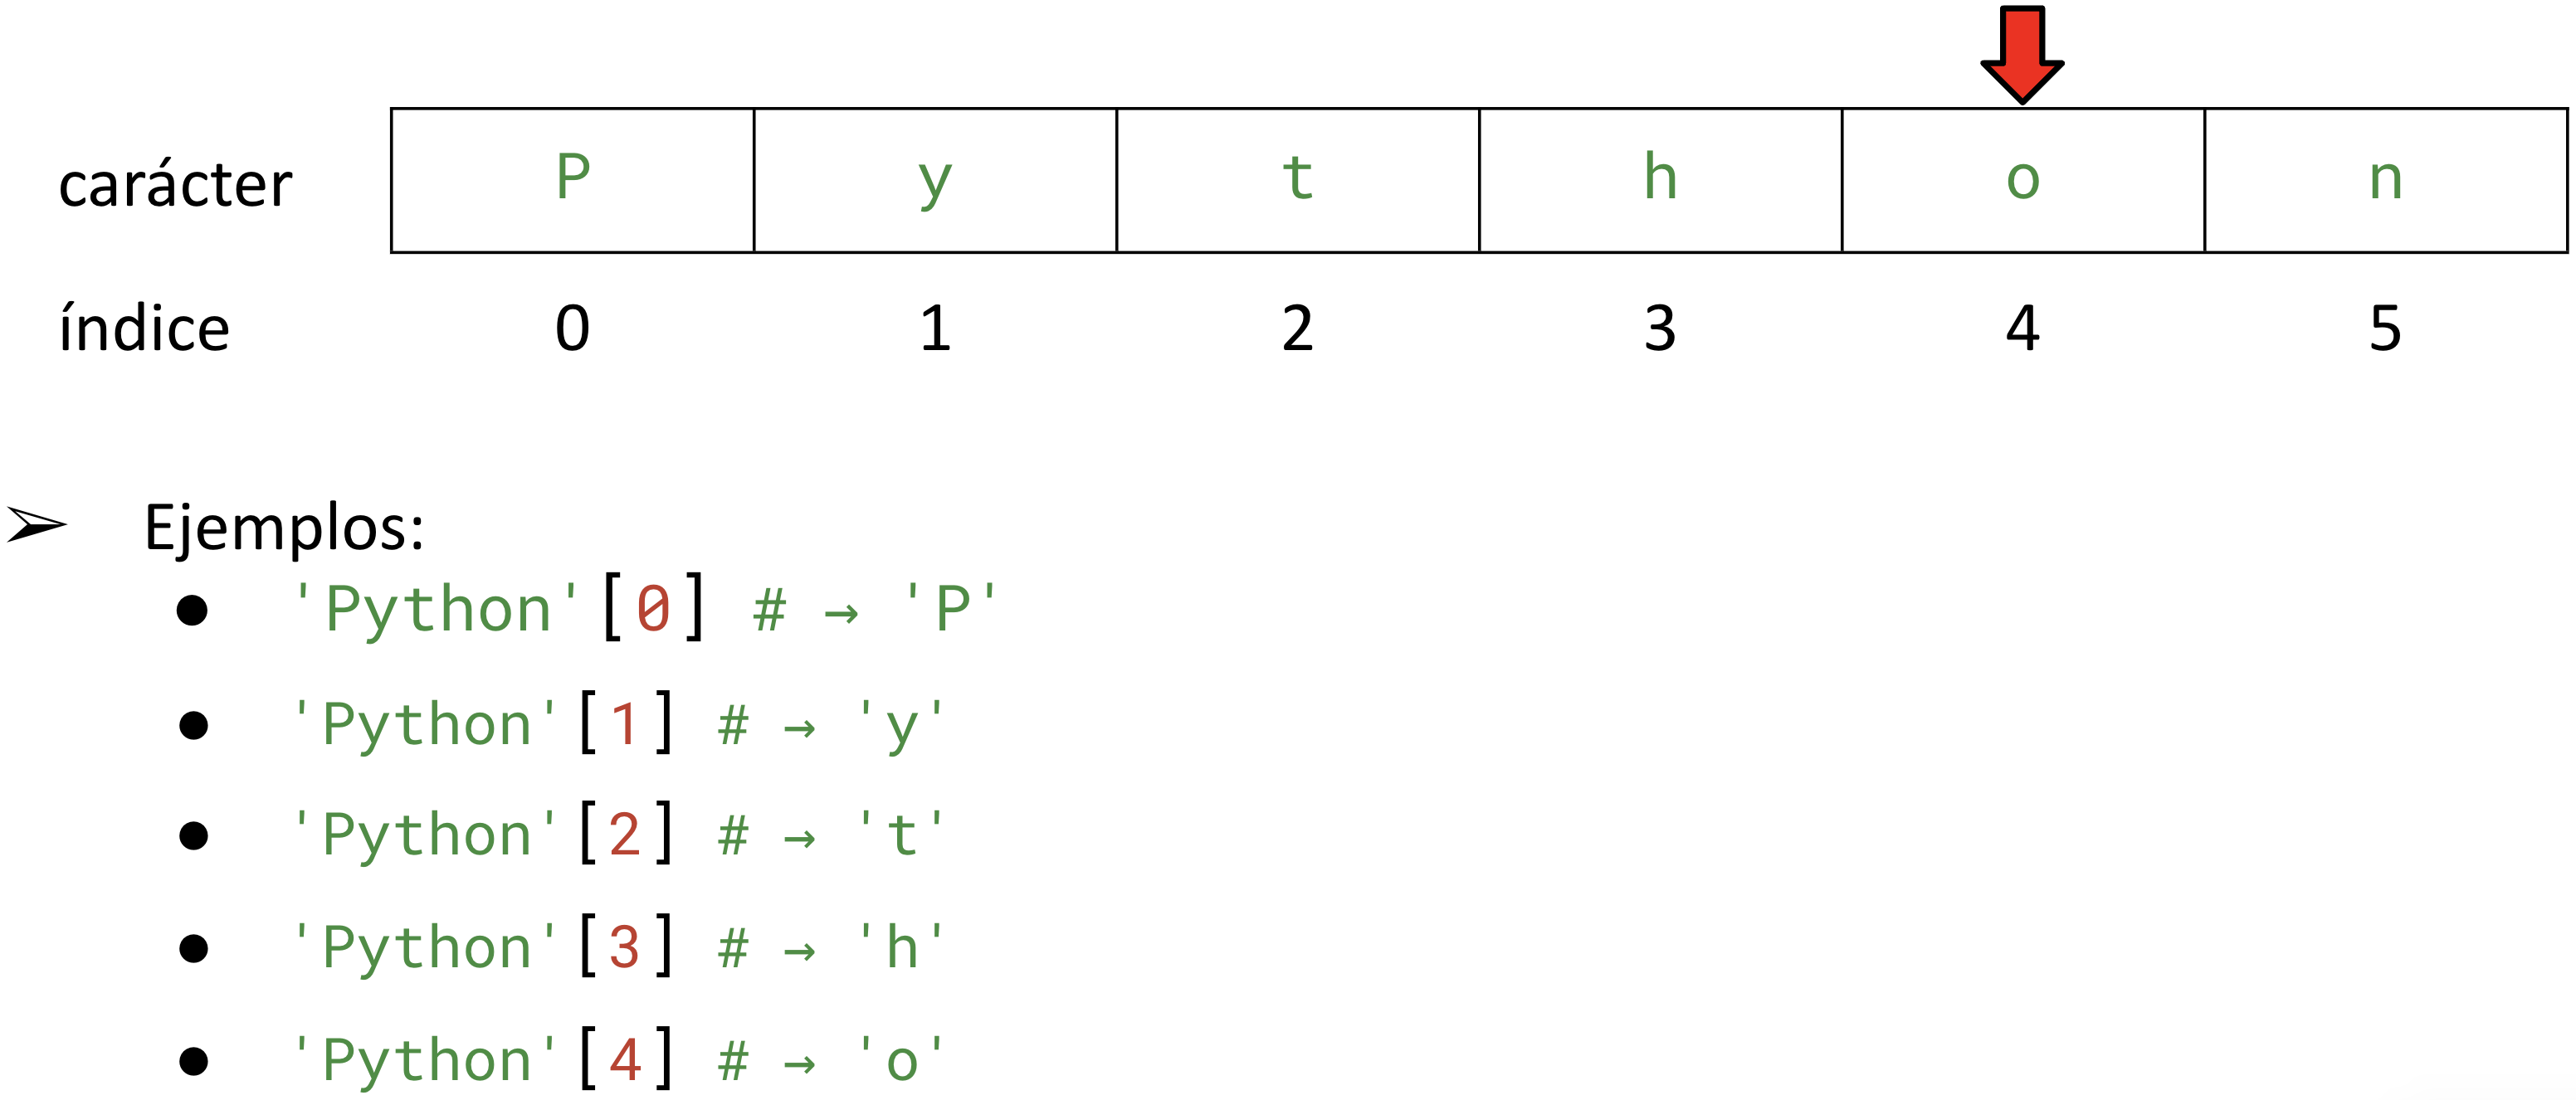 carácter P y t h o n
índice 0 1 2 3 4 5
➢ Ejemplos:
● 'Python'[0] # → 'P'
● 'Python'[1] # → 'y'
● 'Python'[2] # → 't'
● 'Python'[3] # → 'h'
● 'Python'[4] # → 'o'